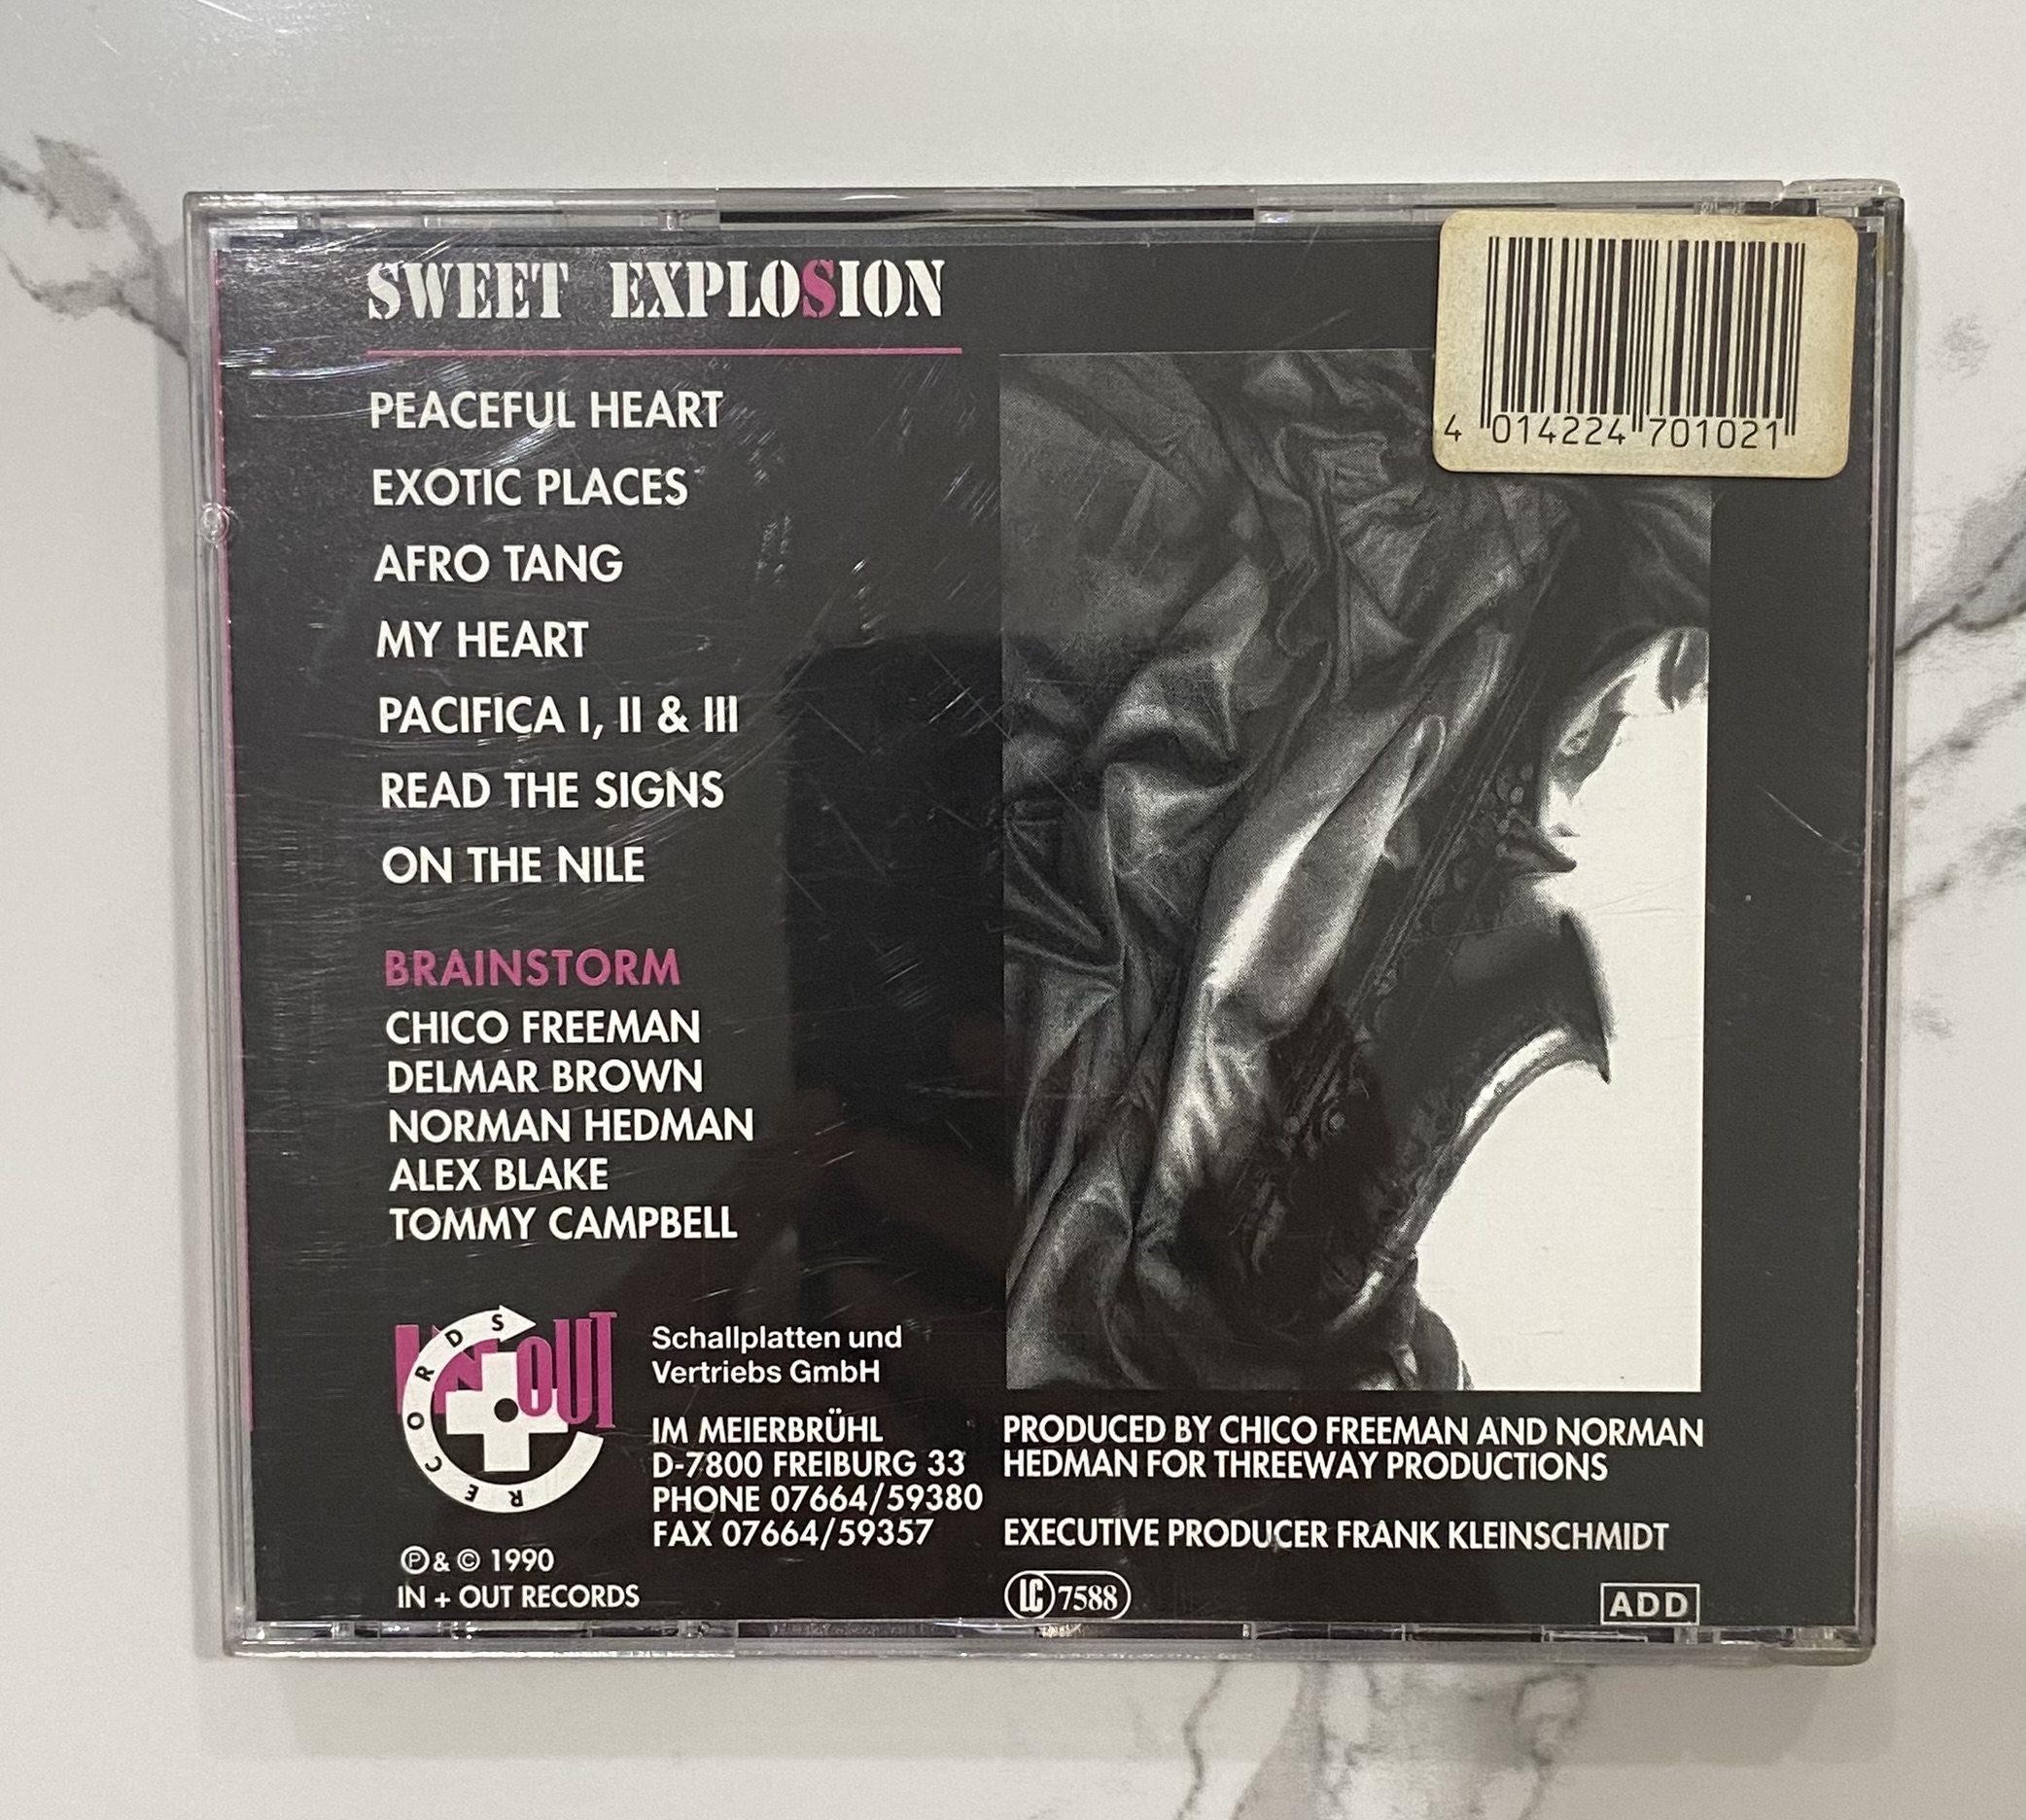 SWEET EXPLOSION
4 014224 701021
PEACEFUL HEART
EXOTIC PLACES
AFRO TANG
MY HEART
PACIFICA I, II & III
READ THE SIGNS
ON THE NILE
BRAINSTORM
CHICO FREEMAN
DELMAR BROWN
NORMAN HEDMAN
ALEX BLAKE
TOMMY CAMPBELL
IN OUT
RECORDS
Schallplatten und
Vertriebs GmbH
IM MEIERBRÜHL
D-7800 FREIBURG 33
PHONE 07664/59380
FAX 07664/59357
℗ & © 1990
IN + OUT RECORDS
PRODUCED BY CHICO FREEMAN AND NORMAN
HEDMAN FOR THREEWAY PRODUCTIONS
EXECUTIVE PRODUCER FRANK KLEINSCHMIDT
LC 7588
ADD